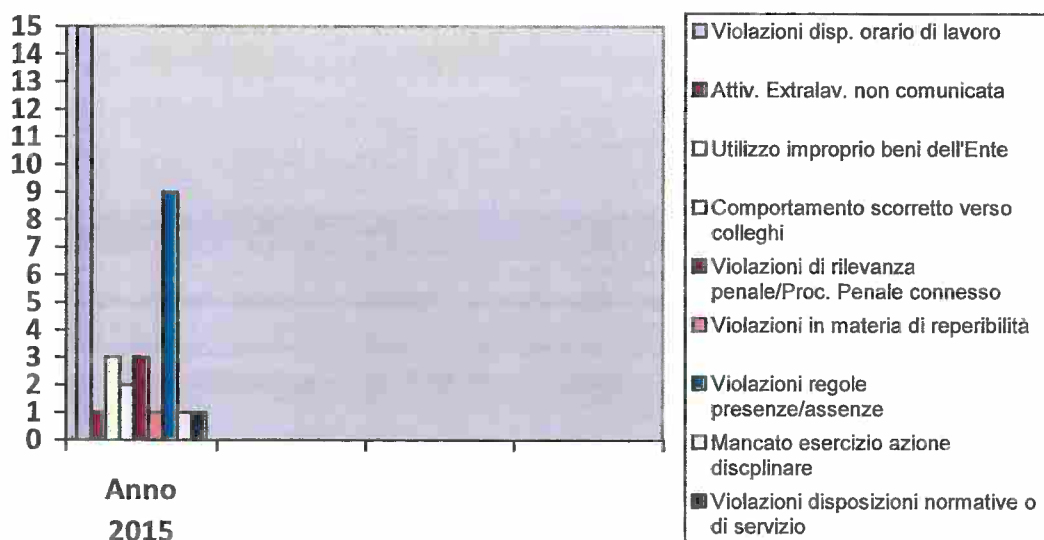 15
14
13
12
11
10
9
8
7
6
5
4
3
2
1
0
Anno
2015
Violazioni disp. orario di lavoro
Attiv. Extralav. non comunicata
Utilizzo improprio beni dell'Ente
Comportamento scorretto verso
colleghi
Violazioni di rilevanza
penale/Proc. Penale connesso
Violazioni in materia di reperibilità
Violazioni regole
presenze/assenze
Mancato esercizio azione
discplinare
Violazioni disposizioni normative o
di servizio